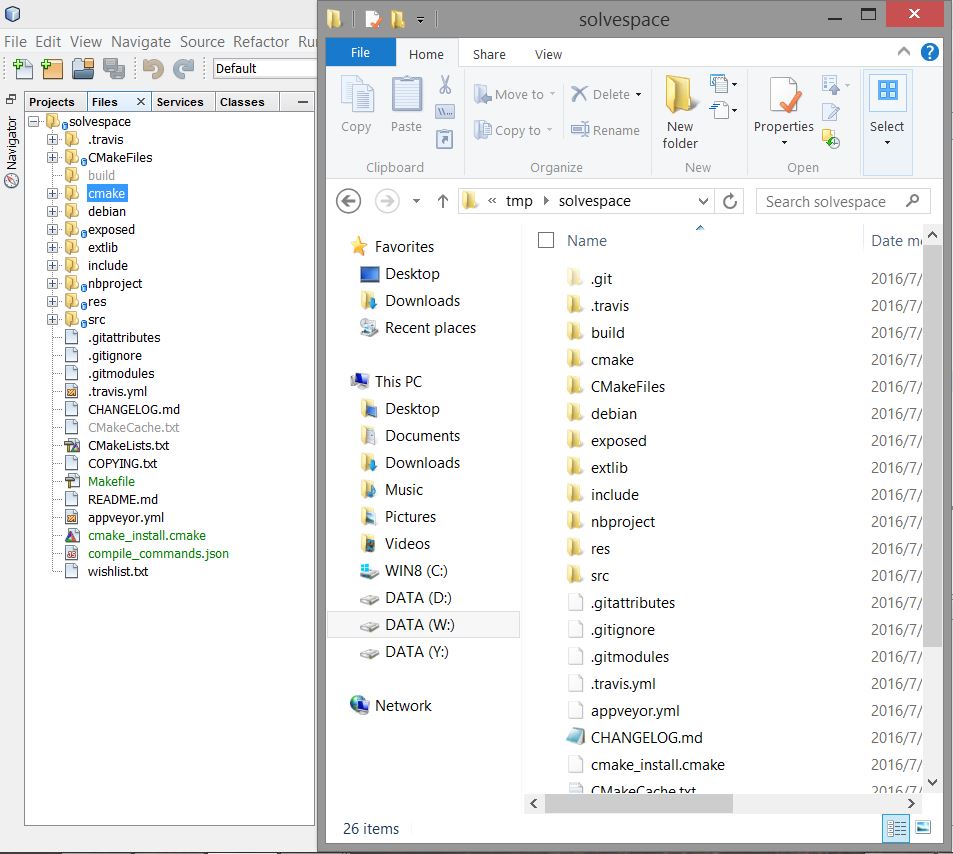 File Edit View Navigate Source Refactor Ru
Default
Projects Files Services Classes
Navigator
solvespace
.travis
CMakeFiles
build
cmake
debian
exposed
extlib
include
nbproject
res
src
.gitattributes
.gitignore
.gitmodules
.travis.yml
CHANGELOG.md
CMakeCache.txt
CMakeLists.txt
COPYING.txt
Makefile
README.md
appveyor.yml
cmake_install.cmake
compile_commands.json
wishlist.txt
solvespace
File Home Share View
Copy
Paste
Clipboard
Move to
Copy to
Delete
Rename
Organize
New folder
New
Properties
Open
Select
« tmp solvespace
Search solvespace
Favorites
Desktop
Downloads
Recent places
This PC
Desktop
Documents
Downloads
Music
Pictures
Videos
WIN8 (C:)
DATA (D:)
DATA (W:)
DATA (Y:)
Network
Name Date m
.git 2016/7/
.travis 2016/7/
build 2016/7/
cmake 2016/7/
CMakeFiles 2016/7/
debian 2016/7/
exposed 2016/7/
extlib 2016/7/
include 2016/7/
nbproject 2016/7/
res 2016/7/
src 2016/7/
.gitattributes 2016/7/
.gitignore 2016/7/
.gitmodules 2016/7/
.travis.yml 2016/7/
appveyor.yml 2016/7/
CHANGELOG.md 2016/7/
cmake_install.cmake 2016/7/
CMakeCache.txt 2016/7/
26 items